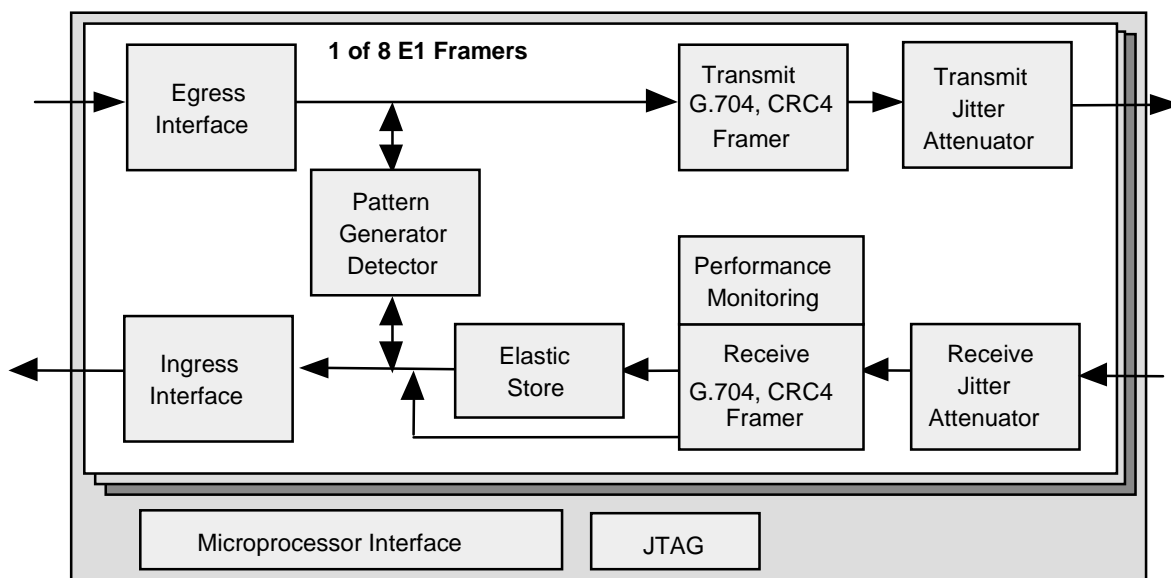 1 of 8 E1 Framers
Egress
Interface
Transmit
G.704, CRC4
Framer
Transmit
Jitter
Attenuator
Pattern
Generator
Detector
Performance
Monitoring
Ingress
Interface
Elastic
Store
Receive
G.704, CRC4
Framer
Receive
Jitter
Attenuator
Microprocessor Interface
JTAG